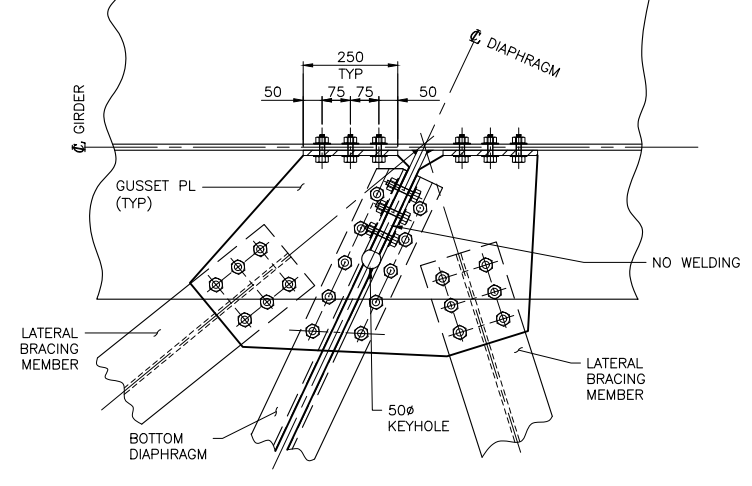 ℄ DIAPHRAGM
250
TYP
50 75 75 50
℄ GIRDER
GUSSET PL
(TYP)
NO WELDING
LATERAL
BRACING
MEMBER
LATERAL
BRACING
MEMBER
50ø
KEYHOLE
BOTTOM
DIAPHRAGM